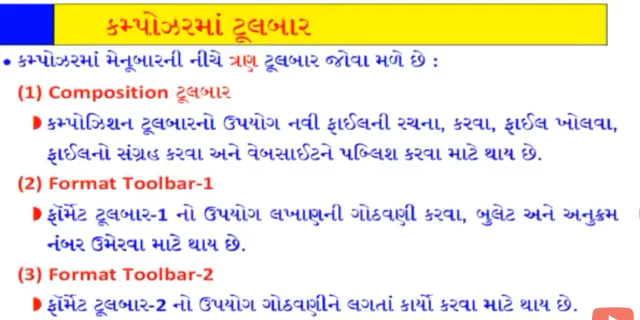 કમ્પોઝરમાં ટૂલબાર
• કમ્પોઝરમાં મેનૂબારની નીચે ત્રણ ટૂલબાર જોવા મળે છે :
(1) Composition ટૂલબાર
કમ્પોઝિશન ટૂલબારનો ઉપયોગ નવી ફાઈલની રચના, કરવા, ફાઈલ ખોલવા,
ફાઈલનો સંગ્રહ કરવા અને વેબસાઈટને પબ્લિશ કરવા માટે થાય છે.
(2) Format Toolbar-1
ફૉર્મેટ ટૂલબાર-1 નો ઉપયોગ લખાણની ગોઠવણી કરવા, બુલેટ અને અનુક્રમ
નંબર ઉમેરવા માટે થાય છે.
(3) Format Toolbar-2
ફૉર્મેટ ટૂલબાર-2 નો ઉપયોગ ગોઠવણીને લગતાં કાર્યો કરવા માટે થાય છે.